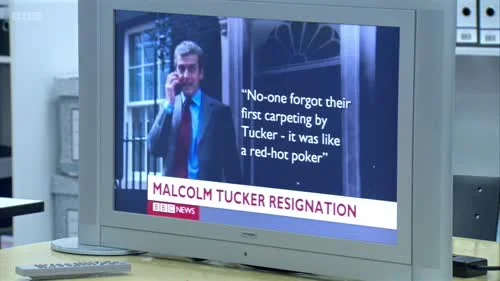 BBC
"No-one forgot their
first carpeting by
Tucker - it was like
a red-hot poker"
MALCOLM TUCKER RESIGNATION
BBC NEWS